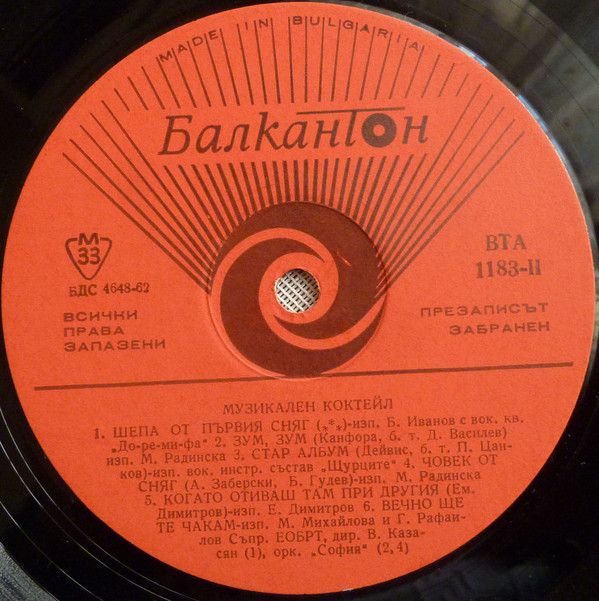 MADE IN BULGARIA
Балкантон
М
33
БДС 4648-62
ВТА
1183-II
ВСИЧКИ
ПРАВА
ЗАПАЗЕНИ
ПРЕЗАПИСЪТ
ЗАБРАНЕН
МУЗИКАЛЕН КОКТЕЙЛ
1. ШЕПА ОТ ПЪРВИЯ СНЯГ („*„)-изп. Б. Иванов с вок. кв.
„До-ре-ми-фа“ 2. ЗУМ, ЗУМ (Канфора, б. т. Д. Василев)
изп. М. Радинска 3. СТАР АЛБУМ (Дейвис, б. т. П. Цан-
ков)-изп. вок. инстр. състав „Щурците“ 4. ЧОВЕК ОТ
СНЯГ (А. Заберски, Б. Гудев)-изп. М. Радинска
5. КОГАТО ОТИВАШ ТАМ ПРИ ДРУГИЯ (Ем.
Димитров)-изп. Е. Димитров 6. ВЕЧНО ЩЕ
ТЕ ЧАКАМ-изп. М. Михайлова и Г. Рафаи-
лов Съпр. ЕОБРТ, дир. В. Каза-
сян (1), орк. „София“ (2,4)